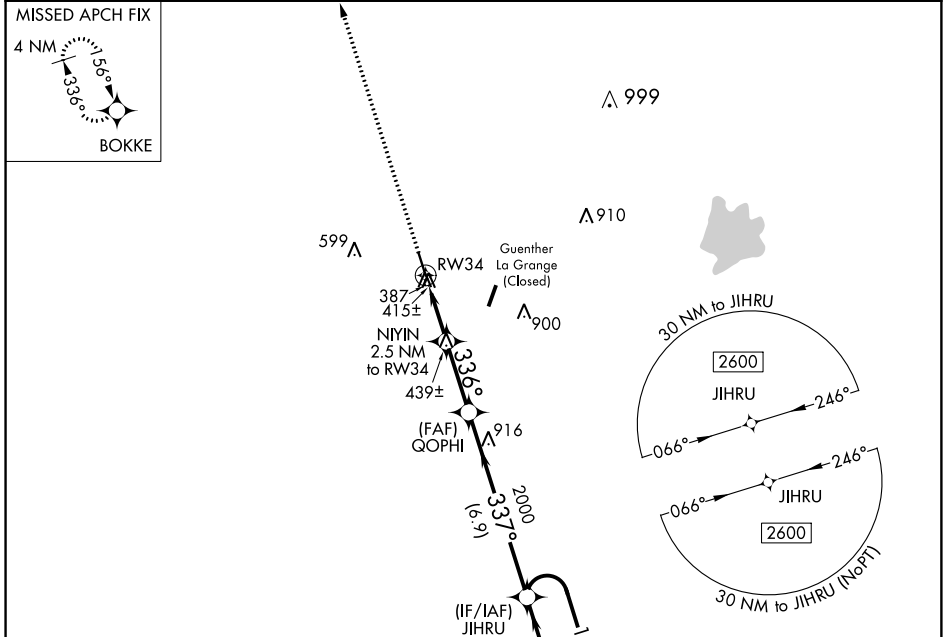 MISSED APCH FIX
4 NM
156°
336°
BOKKE
999
910
599
Guenther
La Grange
(Closed)
RW34
387
415±
900
NIYIN
2.5 NM
to RW34
336°
439±
(FAF)
QOPHI
916
2000
337°
(6.9)
(IF/IAF)
JIHRU
1
30 NM to JIHRU
2600
JIHRU
246°
066°
246°
066°
JIHRU
2600
30 NM to JIHRU (NoPT)